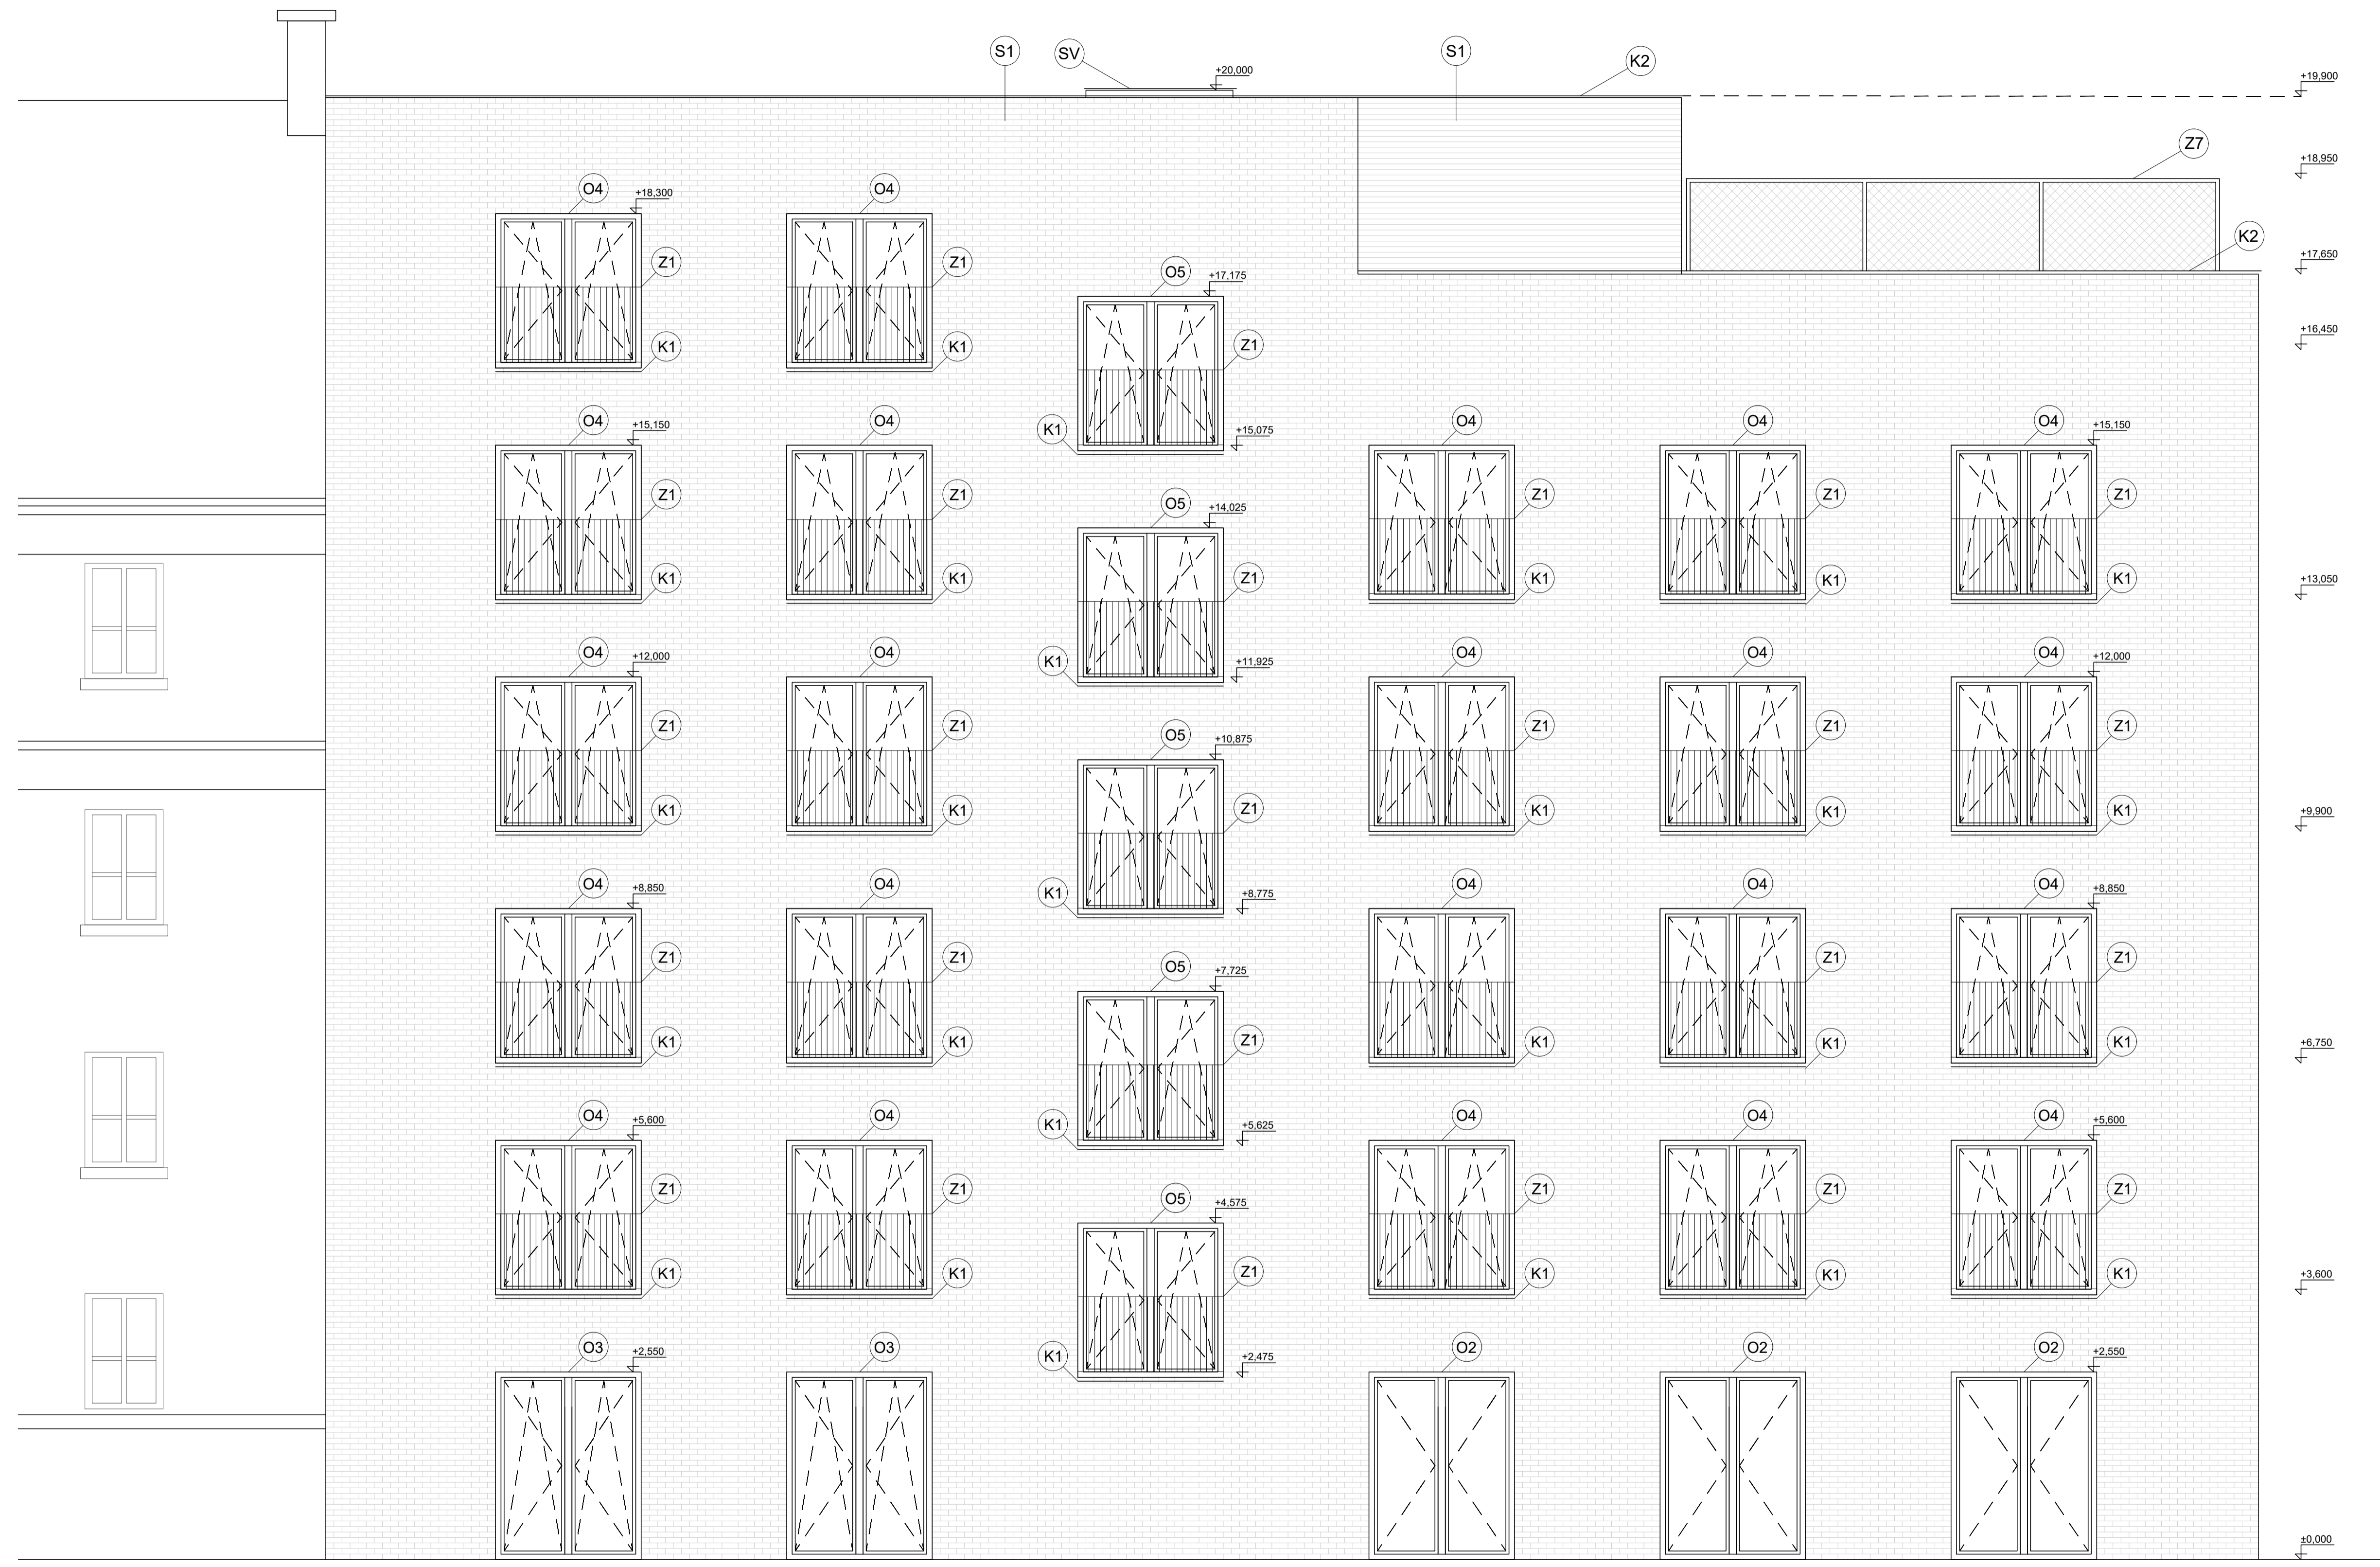 S1
SV
S1
K2
+20,000
+19,900
Z7
+18,950
O4
+18,300
O4
K2
+17,650
Z1
Z1
O5
+17,175
+16,450
K1
K1
Z1
O4
+15,150
O4
K1
+15,075
O4
O4
O4
+15,150
Z1
Z1
O5
+14,025
Z1
Z1
Z1
K1
K1
Z1
K1
K1
K1
+13,050
O4
+12,000
O4
K1
+11,925
O4
O4
O4
+12,000
Z1
Z1
O5
+10,875
Z1
Z1
Z1
K1
K1
Z1
K1
K1
K1
+9,900
O4
+8,850
O4
K1
+8,775
O4
O4
O4
+8,850
Z1
Z1
O5
+7,725
Z1
Z1
K1
K1
Z1
K1
K1
K1
+6,750
O4
+5,600
O4
K1
+5,625
O4
O4
O4
+5,600
Z1
Z1
O5
+4,575
Z1
Z1
Z1
K1
K1
Z1
K1
K1
K1
+3,600
O3
+2,550
O3
K1
+2,475
O2
O2
O2
+2,550
±0,000